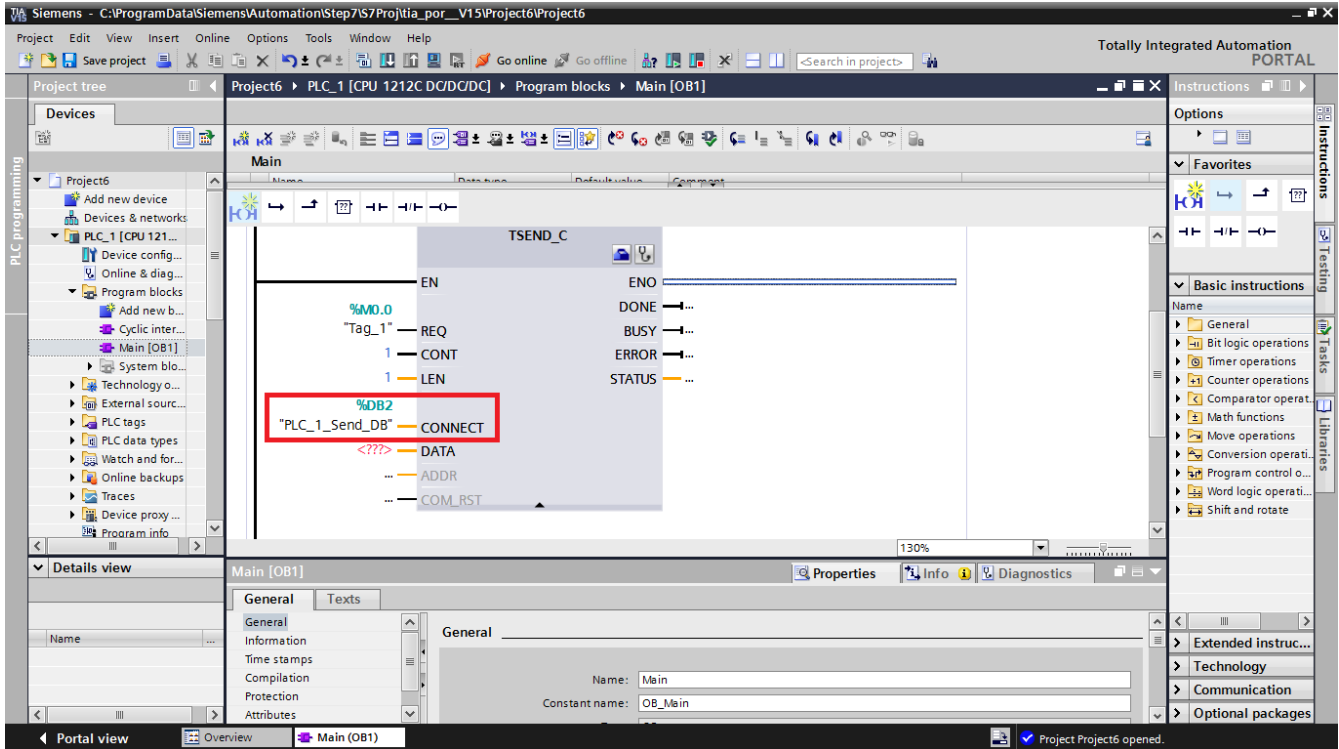 Siemens - C:\ProgramData\Siemens\Automation\Step7\S7Proj\tia_por__V15\Project6\Project6
Project Edit View Insert Online Options Tools Window Help
Totally Integrated Automation
PORTAL
Save project Go online Go offline <Search in project>
Project tree
Project6 PLC_1 [CPU 1212C DC/DC/DC] Program blocks Main [OB1]
Instructions
Devices
Options
Main
Name Data type Default value Comment
Favorites
PLC programming
Project6
Add new device
Devices & networks
PLC_1 [CPU 121...
Device config...
Online & diag...
Program blocks
Add new b...
Cyclic inter...
Main [OB1]
System blo...
Technology o...
External sourc...
PLC tags
PLC data types
Watch and for...
Online backups
Traces
Device proxy ...
Program info
TSEND_C
EN ENO
%M0.0 DONE ...
"Tag_1" REQ BUSY ...
1 CONT ERROR ...
1 LEN STATUS ...
%DB2
"PLC_1_Send_DB" CONNECT
<???> DATA
... ADDR
... COM_RST
130%
Basic instructions
Name
General
Bit logic operations
Timer operations
Counter operations
Comparator operat..
Math functions
Move operations
Conversion operati..
Program control o...
Word logic operati...
Shift and rotate
Instructions
Testing
Tasks
Libraries
Details view
Name ...
Main [OB1]
Properties Info Diagnostics
General Texts
General
Information
Time stamps
Compilation
Protection
Attributes
General
Name: Main
Constant name: OB_Main
Extended instruc...
Technology
Communication
Optional packages
Portal view Overview Main (OB1) Project Project6 opened.